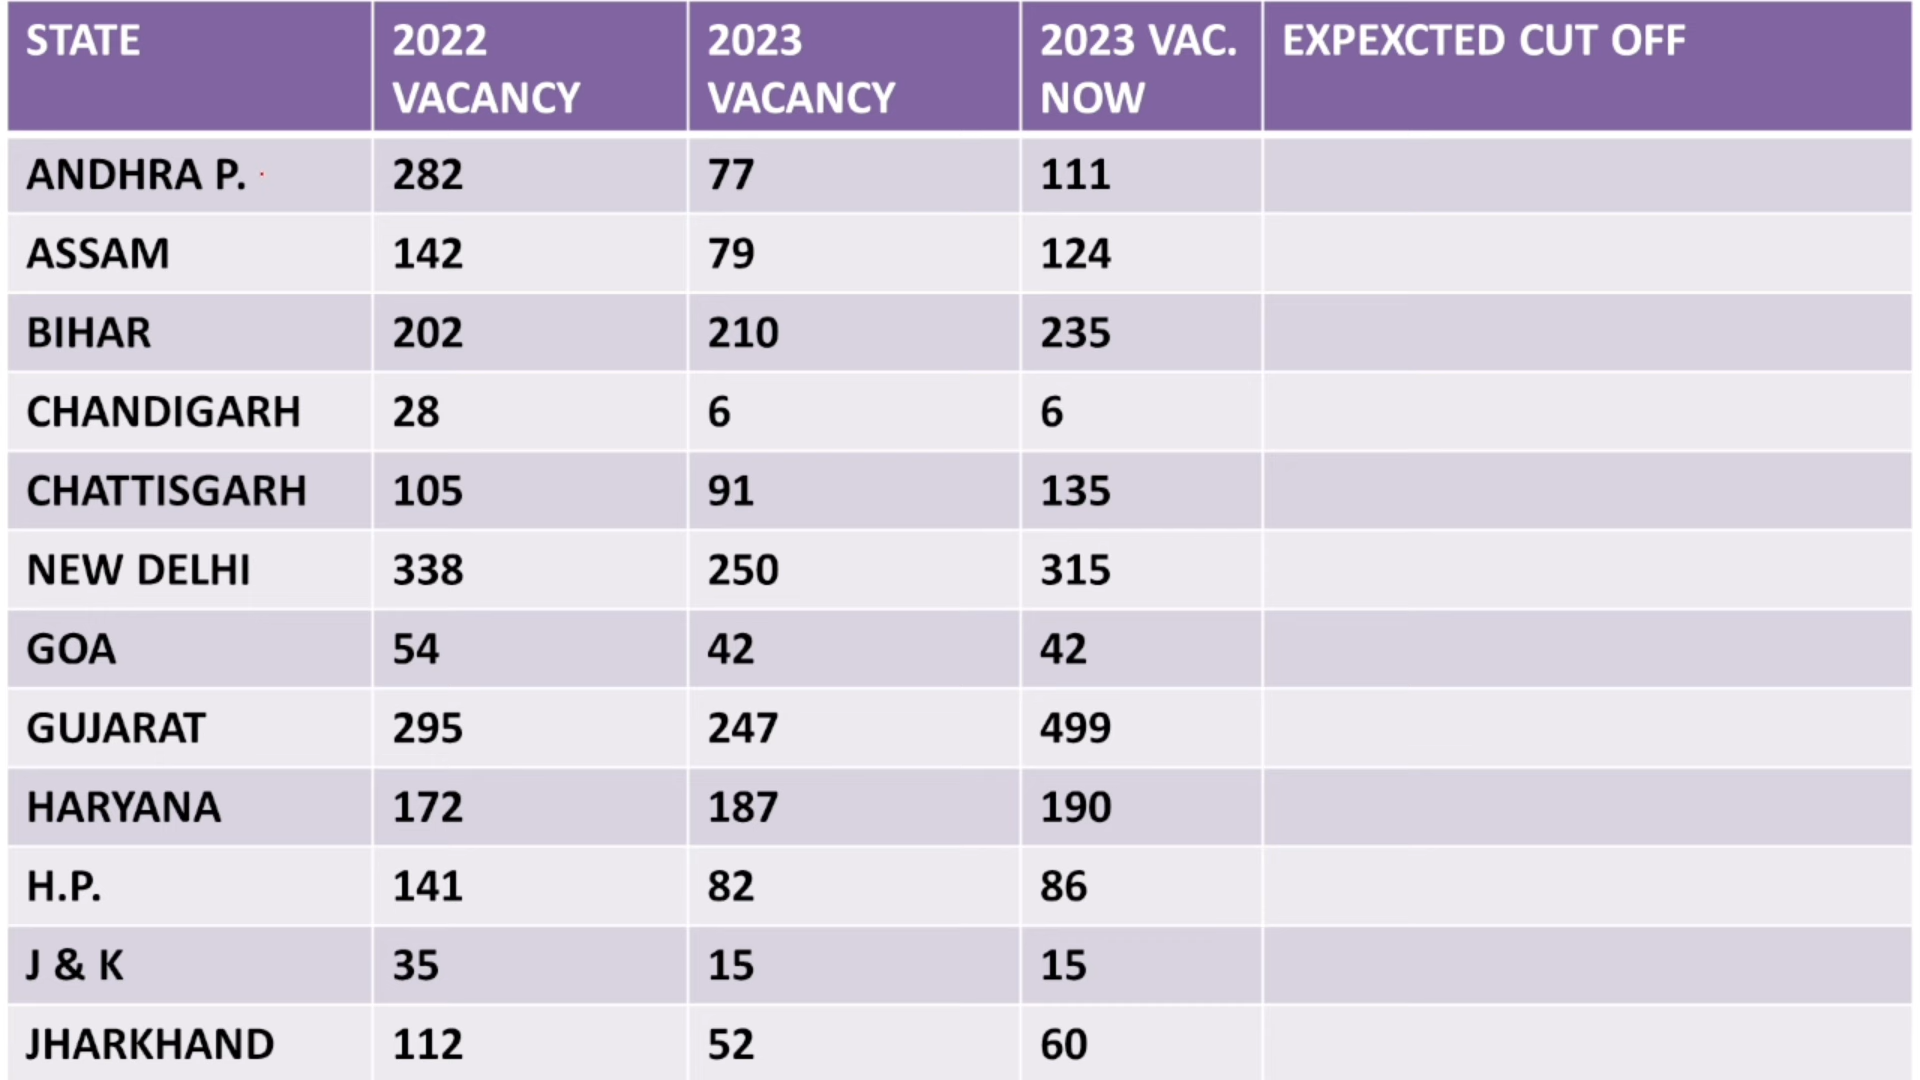 STATE 2022 VACANCY 2023 VACANCY 2023 VAC. NOW EXPEXCTED CUT OFF
ANDHRA P. 282 77 111
ASSAM 142 79 124
BIHAR 202 210 235
CHANDIGARH 28 6 6
CHATTISGARH 105 91 135
NEW DELHI 338 250 315
GOA 54 42 42
GUJARAT 295 247 499
HARYANA 172 187 190
H.P. 141 82 86
J & K 35 15 15
JHARKHAND 112 52 60